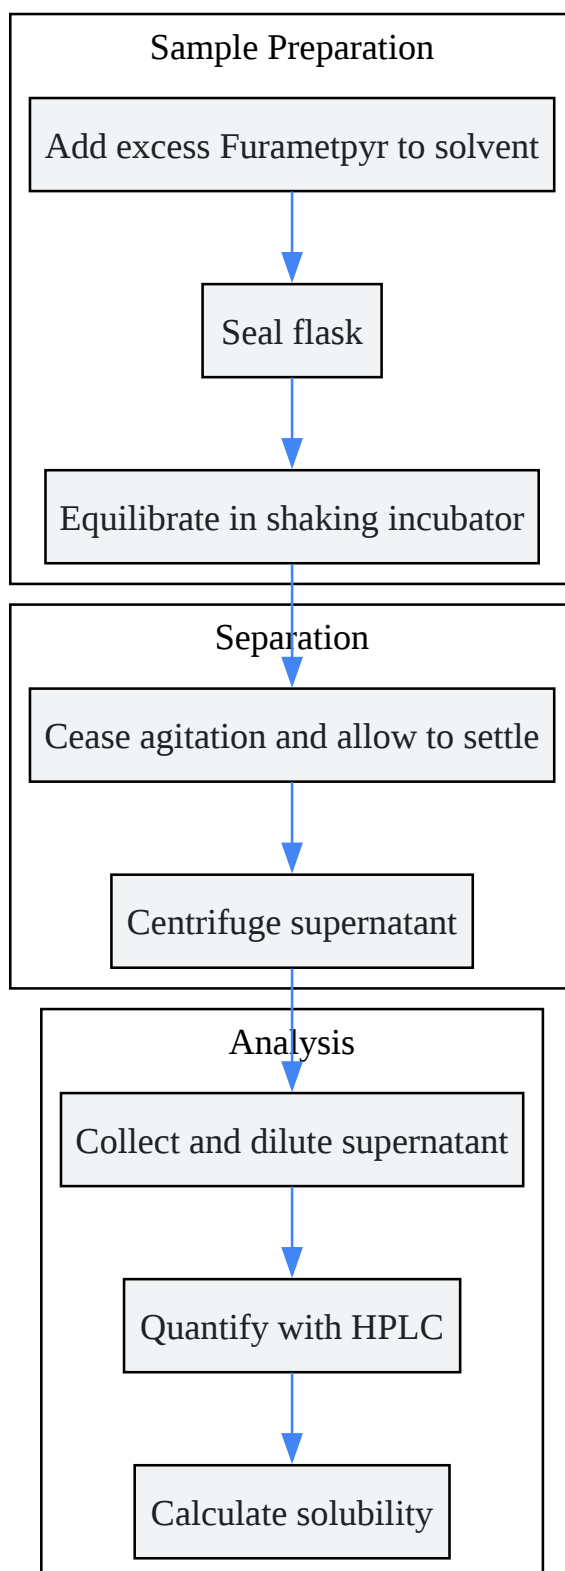 Sample Preparation
Add excess Furametpyr to solvent
Seal flask
Equilibrate in shaking incubator
Separation
Cease agitation and allow to settle
Centrifuge supernatant
Analysis
Collect and dilute supernatant
Quantify with HPLC
Calculate solubility